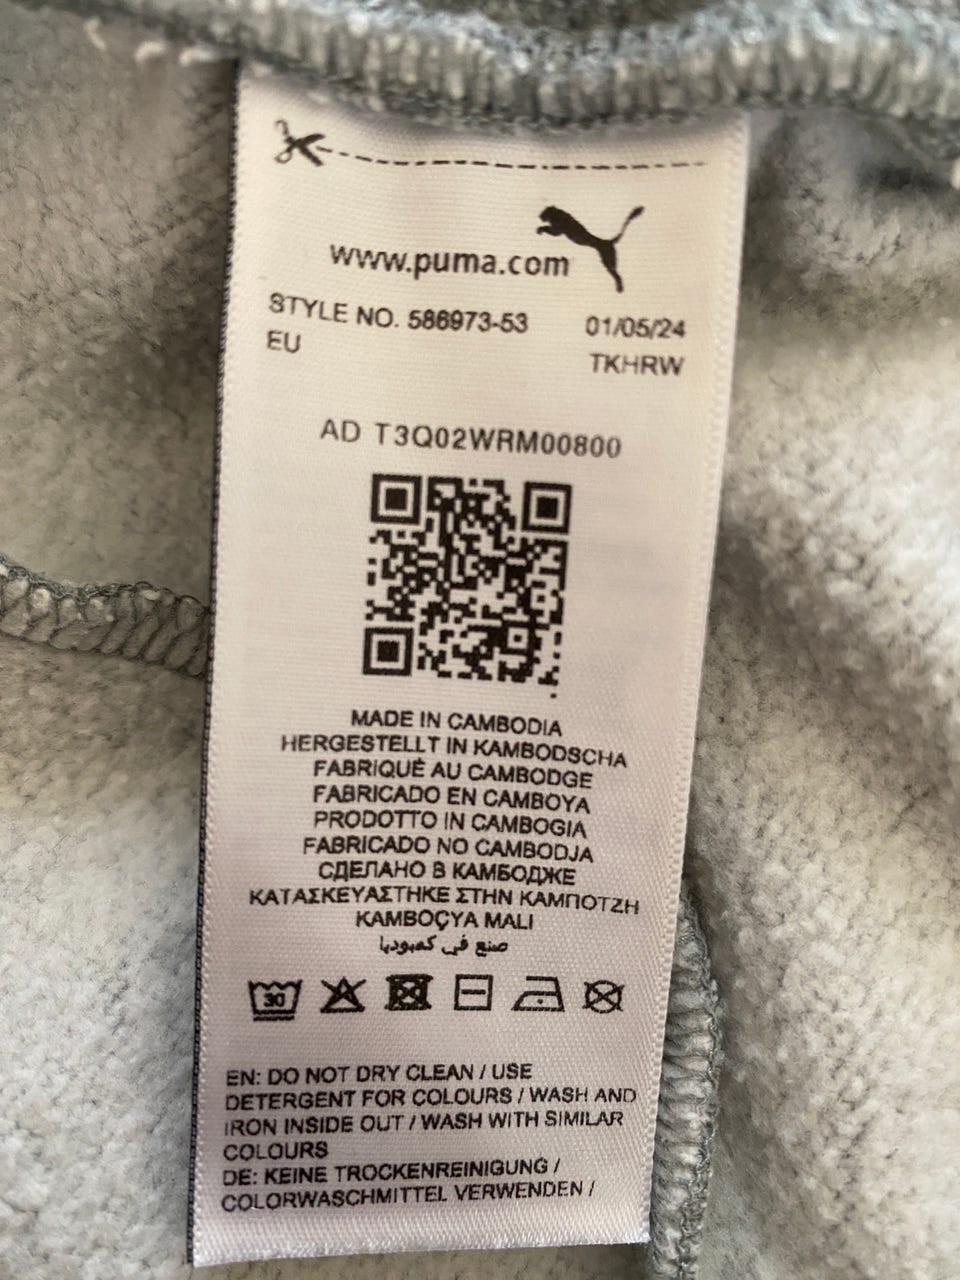 www.puma.com
STYLE NO. 586973-53 01/05/24
EU TKHRW
AD T3Q02WRM00800
MADE IN CAMBODIA
HERGESTELLT IN KAMBODSCHA
FABRIQUÉ AU CAMBODGE
FABRICADO EN CAMBOYA
PRODOTTO IN CAMBOGIA
FABRICADO NO CAMBODJA
СДЕЛАНО В КАМБОДЖЕ
ΚΑΤΑΣΚΕΥΑΣΤΗΚΕ ΣΤΗΝ ΚΑΜΠΟΤΖΗ
KAMBOÇYA MALI
صنع في كمبوديا
30
EN: DO NOT DRY CLEAN / USE
DETERGENT FOR COLOURS / WASH AND
IRON INSIDE OUT / WASH WITH SIMILAR
COLOURS
DE: KEINE TROCKENREINIGUNG /
COLORWASCHMITTEL VERWENDEN /